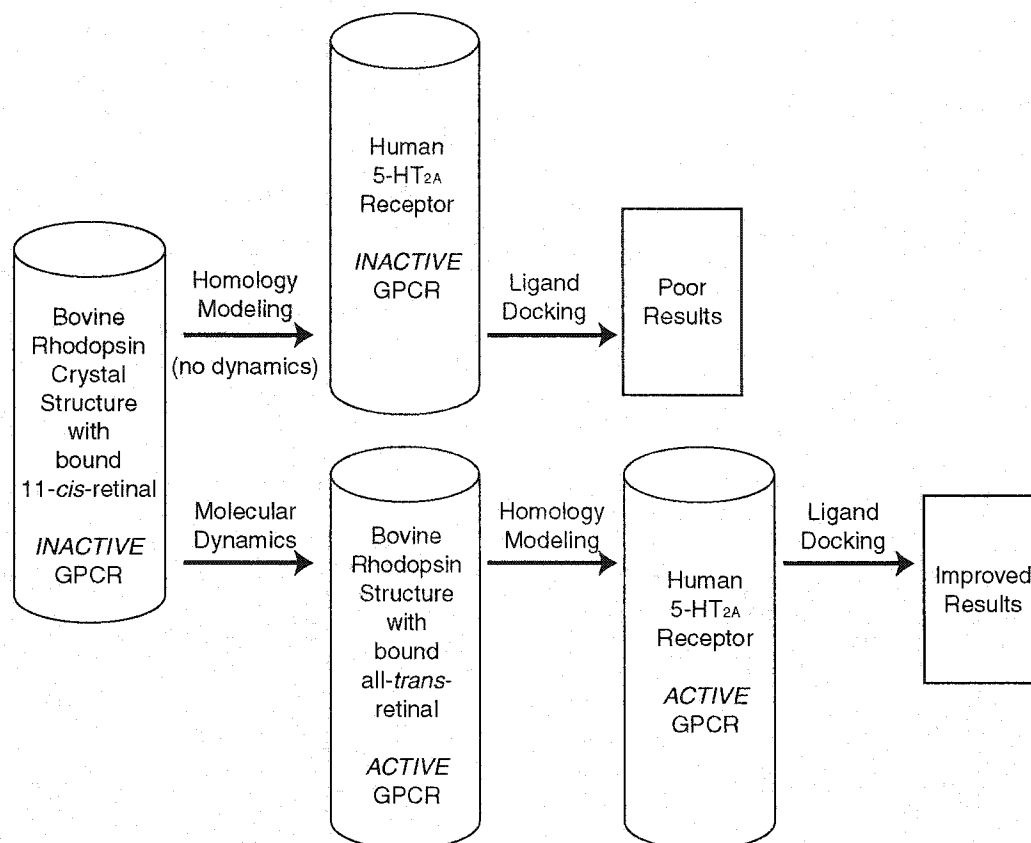 Bovine
Rhodopsin
Crystal
Structure
with
bound
11-cis-retinal
INACTIVE
GPCR
Homology
Modeling
(no dynamics)
Human
5-HT2A
Receptor
INACTIVE
GPCR
Ligand
Docking
Poor
Results
Molecular
Dynamics
Bovine
Rhodopsin
Structure
with
bound
all-trans-
retinal
ACTIVE
GPCR
Homology
Modeling
Human
5-HT2A
Receptor
ACTIVE
GPCR
Ligand
Docking
Improved
Results